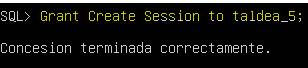 SQL> Grant Create Session to taldea_5;
Concesion terminada correctamente.